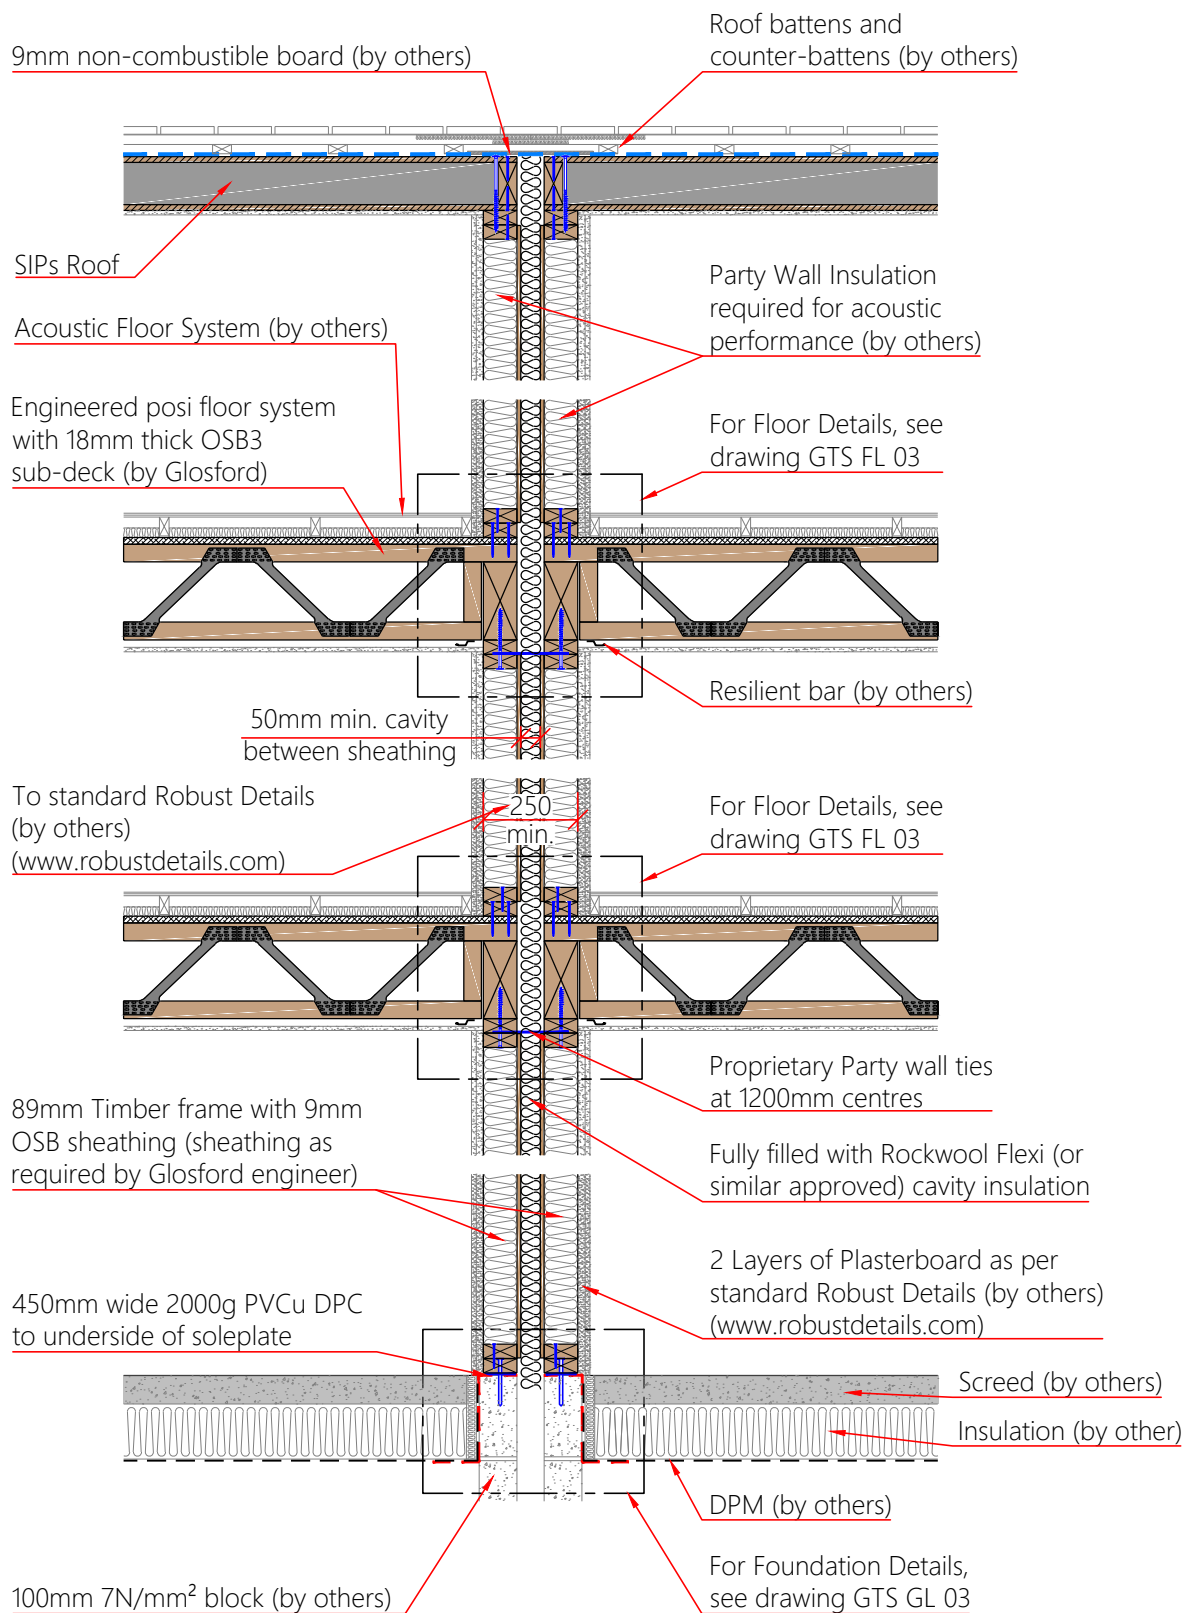 Roof battens and
counter-battens (by others)
9mm non-combustible board (by others)
SIPs Roof
Party Wall Insulation
required for acoustic
performance (by others)
Acoustic Floor System (by others)
Engineered posi floor system
with 18mm thick OSB3
sub-deck (by Glosford)
For Floor Details, see
drawing GTS FL 03
Resilient bar (by others)
50mm min. cavity
between sheathing
To standard Robust Details
(by others)
(www.robustdetails.com)
250
min.
For Floor Details, see
drawing GTS FL 03
Proprietary Party wall ties
at 1200mm centres
89mm Timber frame with 9mm
OSB sheathing (sheathing as
required by Glosford engineer)
Fully filled with Rockwool Flexi (or
similar approved) cavity insulation
2 Layers of Plasterboard as per
standard Robust Details (by others)
(www.robustdetails.com)
450mm wide 2000g PVCu DPC
to underside of soleplate
Screed (by others)
Insulation (by other)
DPM (by others)
100mm 7N/mm² block (by others)
For Foundation Details,
see drawing GTS GL 03